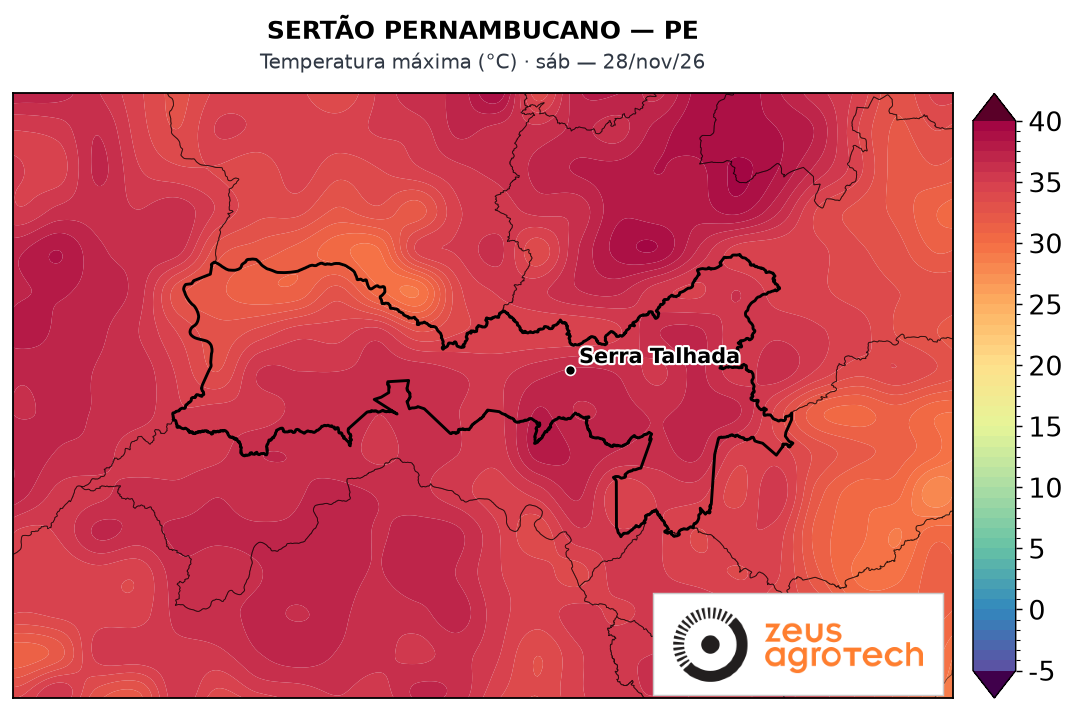 SERTÃO PERNAMBUCANO — PE
Temperatura máxima (°C) · sáb — 28/nov/26
40
35
30
25
20
15
10
5
0
-5
Serra Talhada
zeus
agrotech